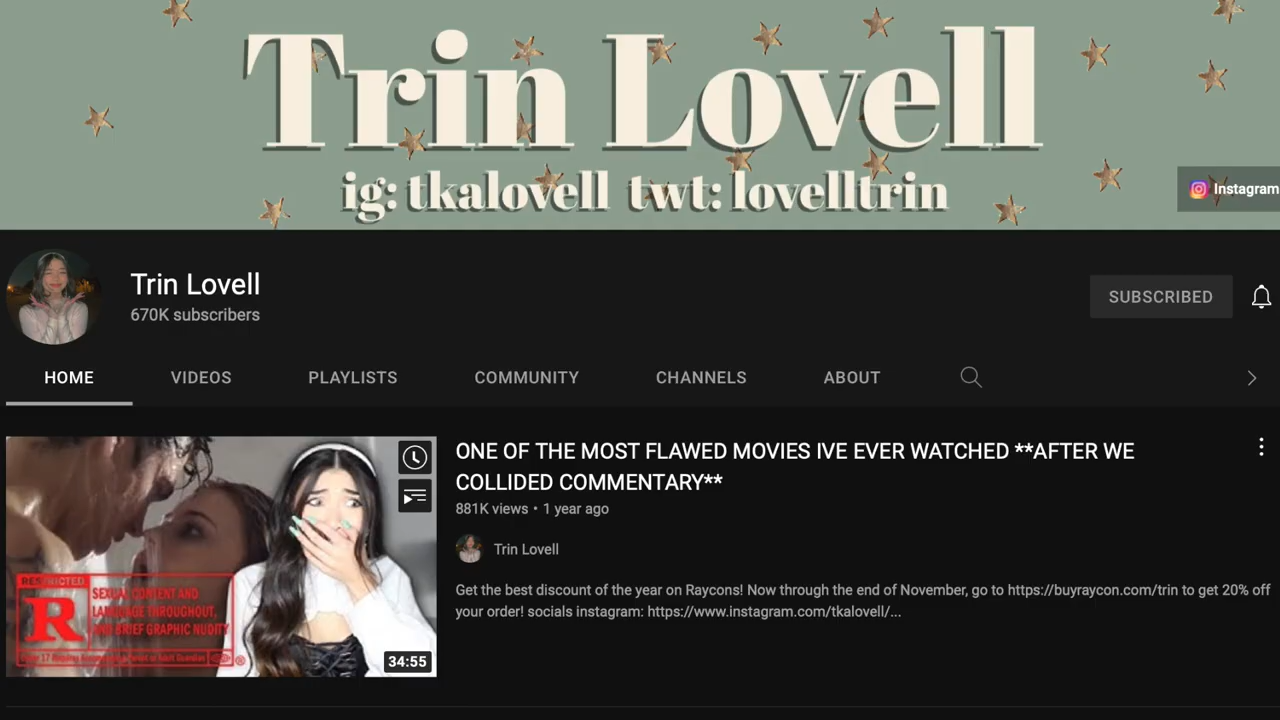 Trin Lovell
ig: tkalovell twt: lovelltrin
Instagram
Trin Lovell
670K subscribers
SUBSCRIBED
HOME
VIDEOS
PLAYLISTS
COMMUNITY
CHANNELS
ABOUT
ONE OF THE MOST FLAWED MOVIES IVE EVER WATCHED **AFTER WE
COLLIDED COMMENTARY**
881K views • 1 year ago
Trin Lovell
Get the best discount of the year on Raycons! Now through the end of November, go to https://buyraycon.com/trin to get 20% off
your order! socials instagram: https://www.instagram.com/tkalovell/...
RESTRICTED
R
SEXUAL CONTENT AND
LANGUAGE THROUGHOUT,
AND BRIEF GRAPHIC NUDITY
34:55